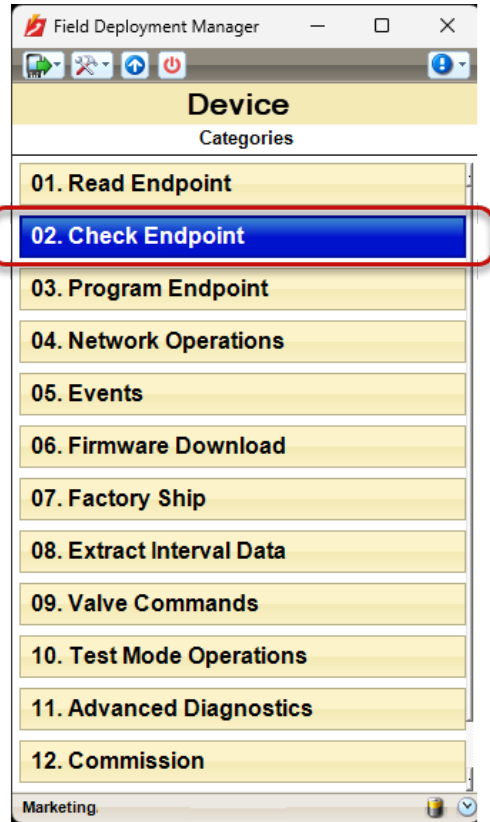 Field Deployment Manager
Device
Categories
01. Read Endpoint
02. Check Endpoint
03. Program Endpoint
04. Network Operations
05. Events
06. Firmware Download
07. Factory Ship
08. Extract Interval Data
09. Valve Commands
10. Test Mode Operations
11. Advanced Diagnostics
12. Commission
Marketing